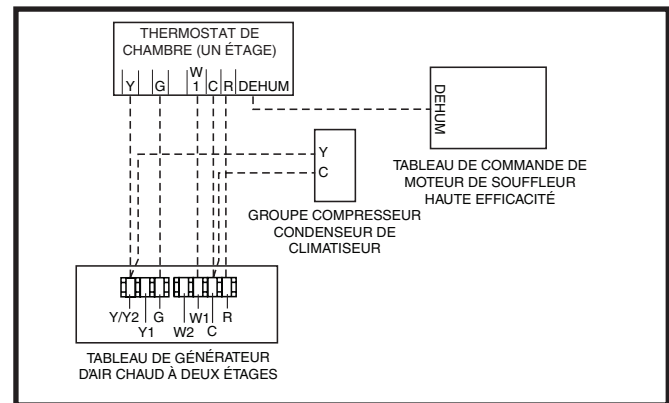 THERMOSTAT DE
CHAMBRE (UN ÉTAGE)
Y G W1 C R DEHUM
DEHUM
TABLEAU DE COMMANDE DE
MOTEUR DE SOUFFLEUR
HAUTE EFFICACITÉ
Y
C
GROUPE COMPRESSEUR
CONDENSEUR DE
CLIMATISEUR
Y/Y2 G W1 R
Y1 W2 C
TABLEAU DE GÉNÉRATEUR
D'AIR CHAUD À DEUX ÉTAGES